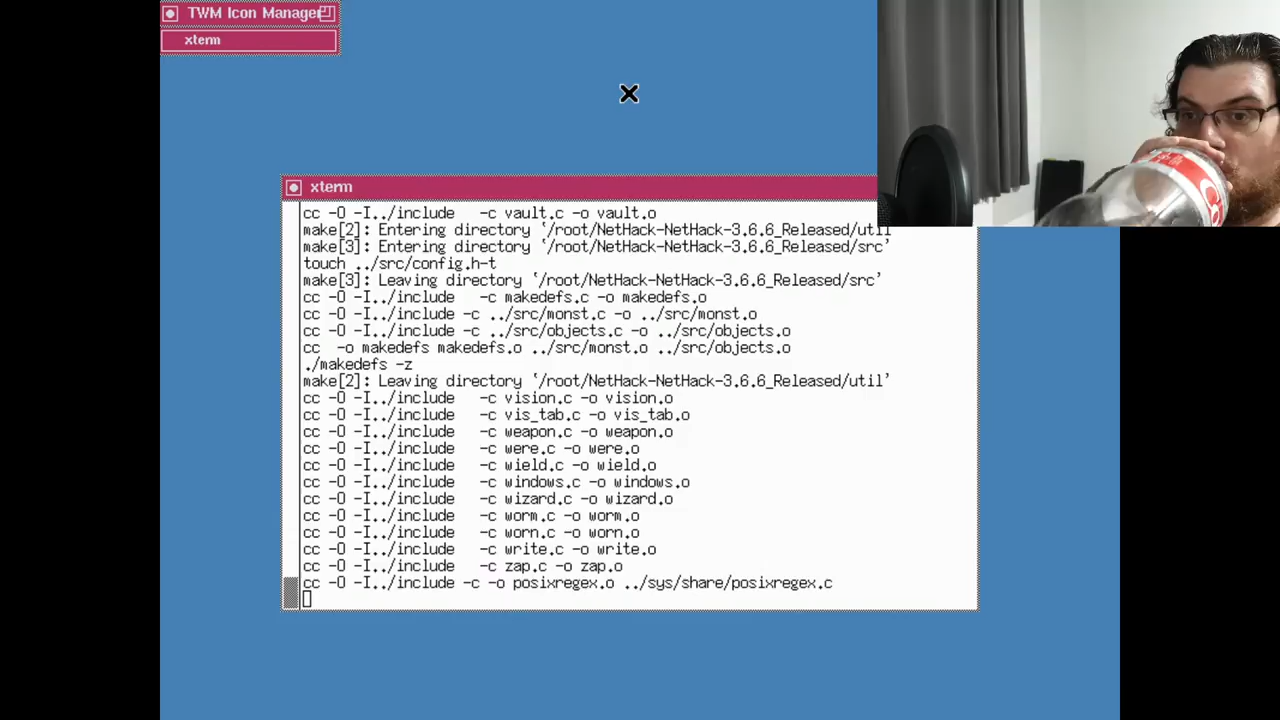 TWM Icon Manager
xterm
xterm
cc -O -I../include   -c vault.c -o vault.o
make[2]: Entering directory `/root/NetHack-NetHack-3.6.6_Released/util'
make[3]: Entering directory `/root/NetHack-NetHack-3.6.6_Released/src'
touch ../src/config.h-t
make[3]: Leaving directory `/root/NetHack-NetHack-3.6.6_Released/src'
cc -O -I../include   -c makedefs.c -o makedefs.o
cc -O -I../include -c ../src/monst.c -o ../src/monst.o
cc -O -I../include -c ../src/objects.c -o ../src/objects.o
cc  -o makedefs makedefs.o ../src/monst.o ../src/objects.o
./makedefs -z
make[2]: Leaving directory `/root/NetHack-NetHack-3.6.6_Released/util'
cc -O -I../include   -c vision.c -o vision.o
cc -O -I../include   -c vis_tab.c -o vis_tab.o
cc -O -I../include   -c weapon.c -o weapon.o
cc -O -I../include   -c were.c -o were.o
cc -O -I../include   -c wield.c -o wield.o
cc -O -I../include   -c windows.c -o windows.o
cc -O -I../include   -c wizard.c -o wizard.o
cc -O -I../include   -c worm.c -o worm.o
cc -O -I../include   -c worn.c -o worn.o
cc -O -I../include   -c write.c -o write.o
cc -O -I../include   -c zap.c -o zap.o
cc -O -I../include -c -o posixregex.o ../sys/share/posixregex.c